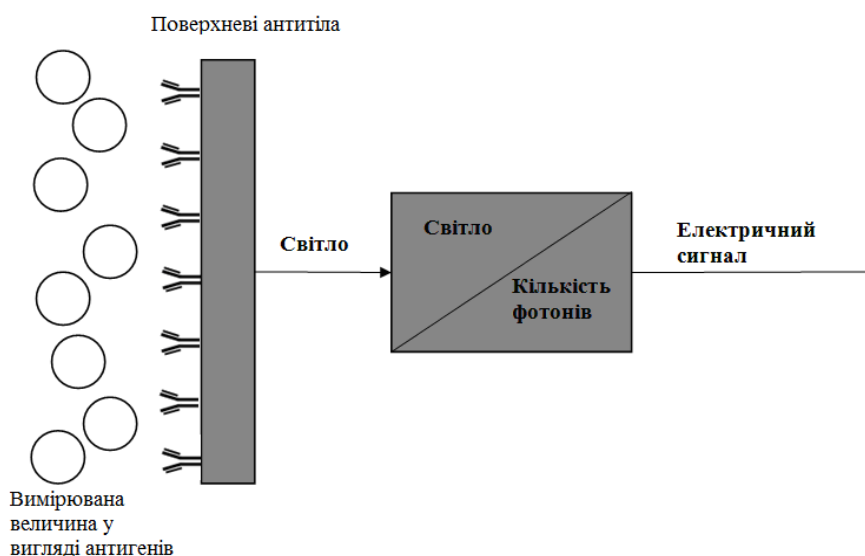 Поверхневі антитіла
Світло
Світло
Кількість
фотонів
Електричний
сигнал
Вимірювана
величина у
вигляді антигенів